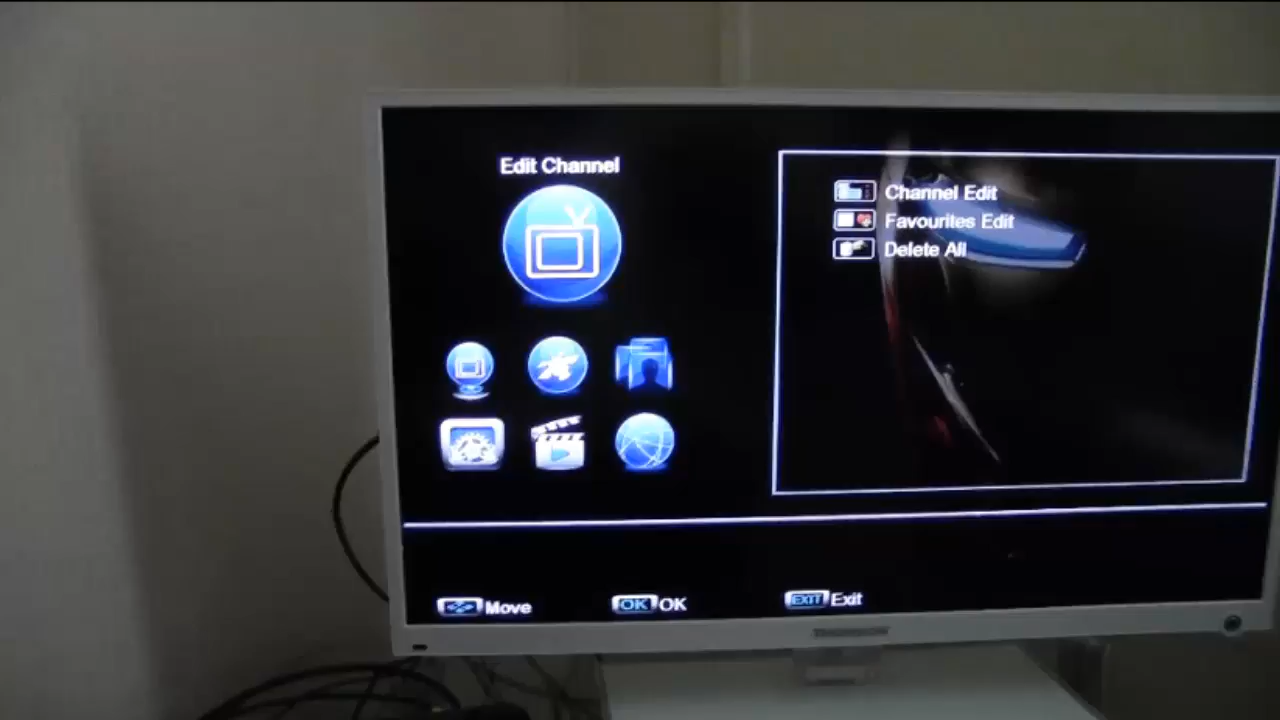 Edit Channel
Channel Edit
Favourites Edit
Delete All
Move
OK OK
EXIT Exit